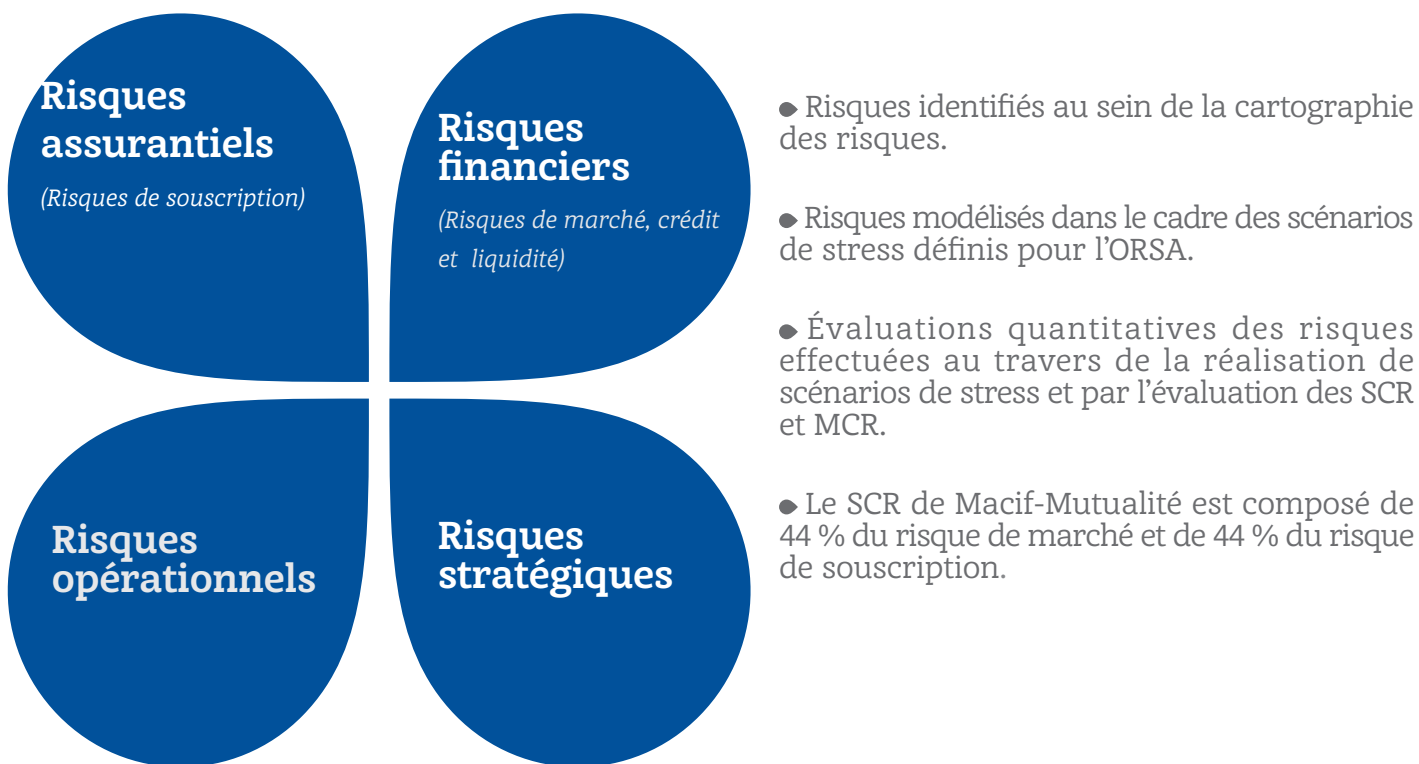 Risques
assurantiels
(Risques de souscription)
Risques
financiers
(Risques de marché, crédit
et liquidité)
Risques
opérationnels
Risques
stratégiques
Risques identifiés au sein de la cartographie
des risques.
Risques modélisés dans le cadre des scénarios
de stress définis pour l'ORSA.
Évaluations quantitatives des risques
effectuées au travers de la réalisation de
scénarios de stress et par l'évaluation des SCR
et MCR.
Le SCR de Macif-Mutualité est composé de
44 % du risque de marché et de 44 % du risque
de souscription.